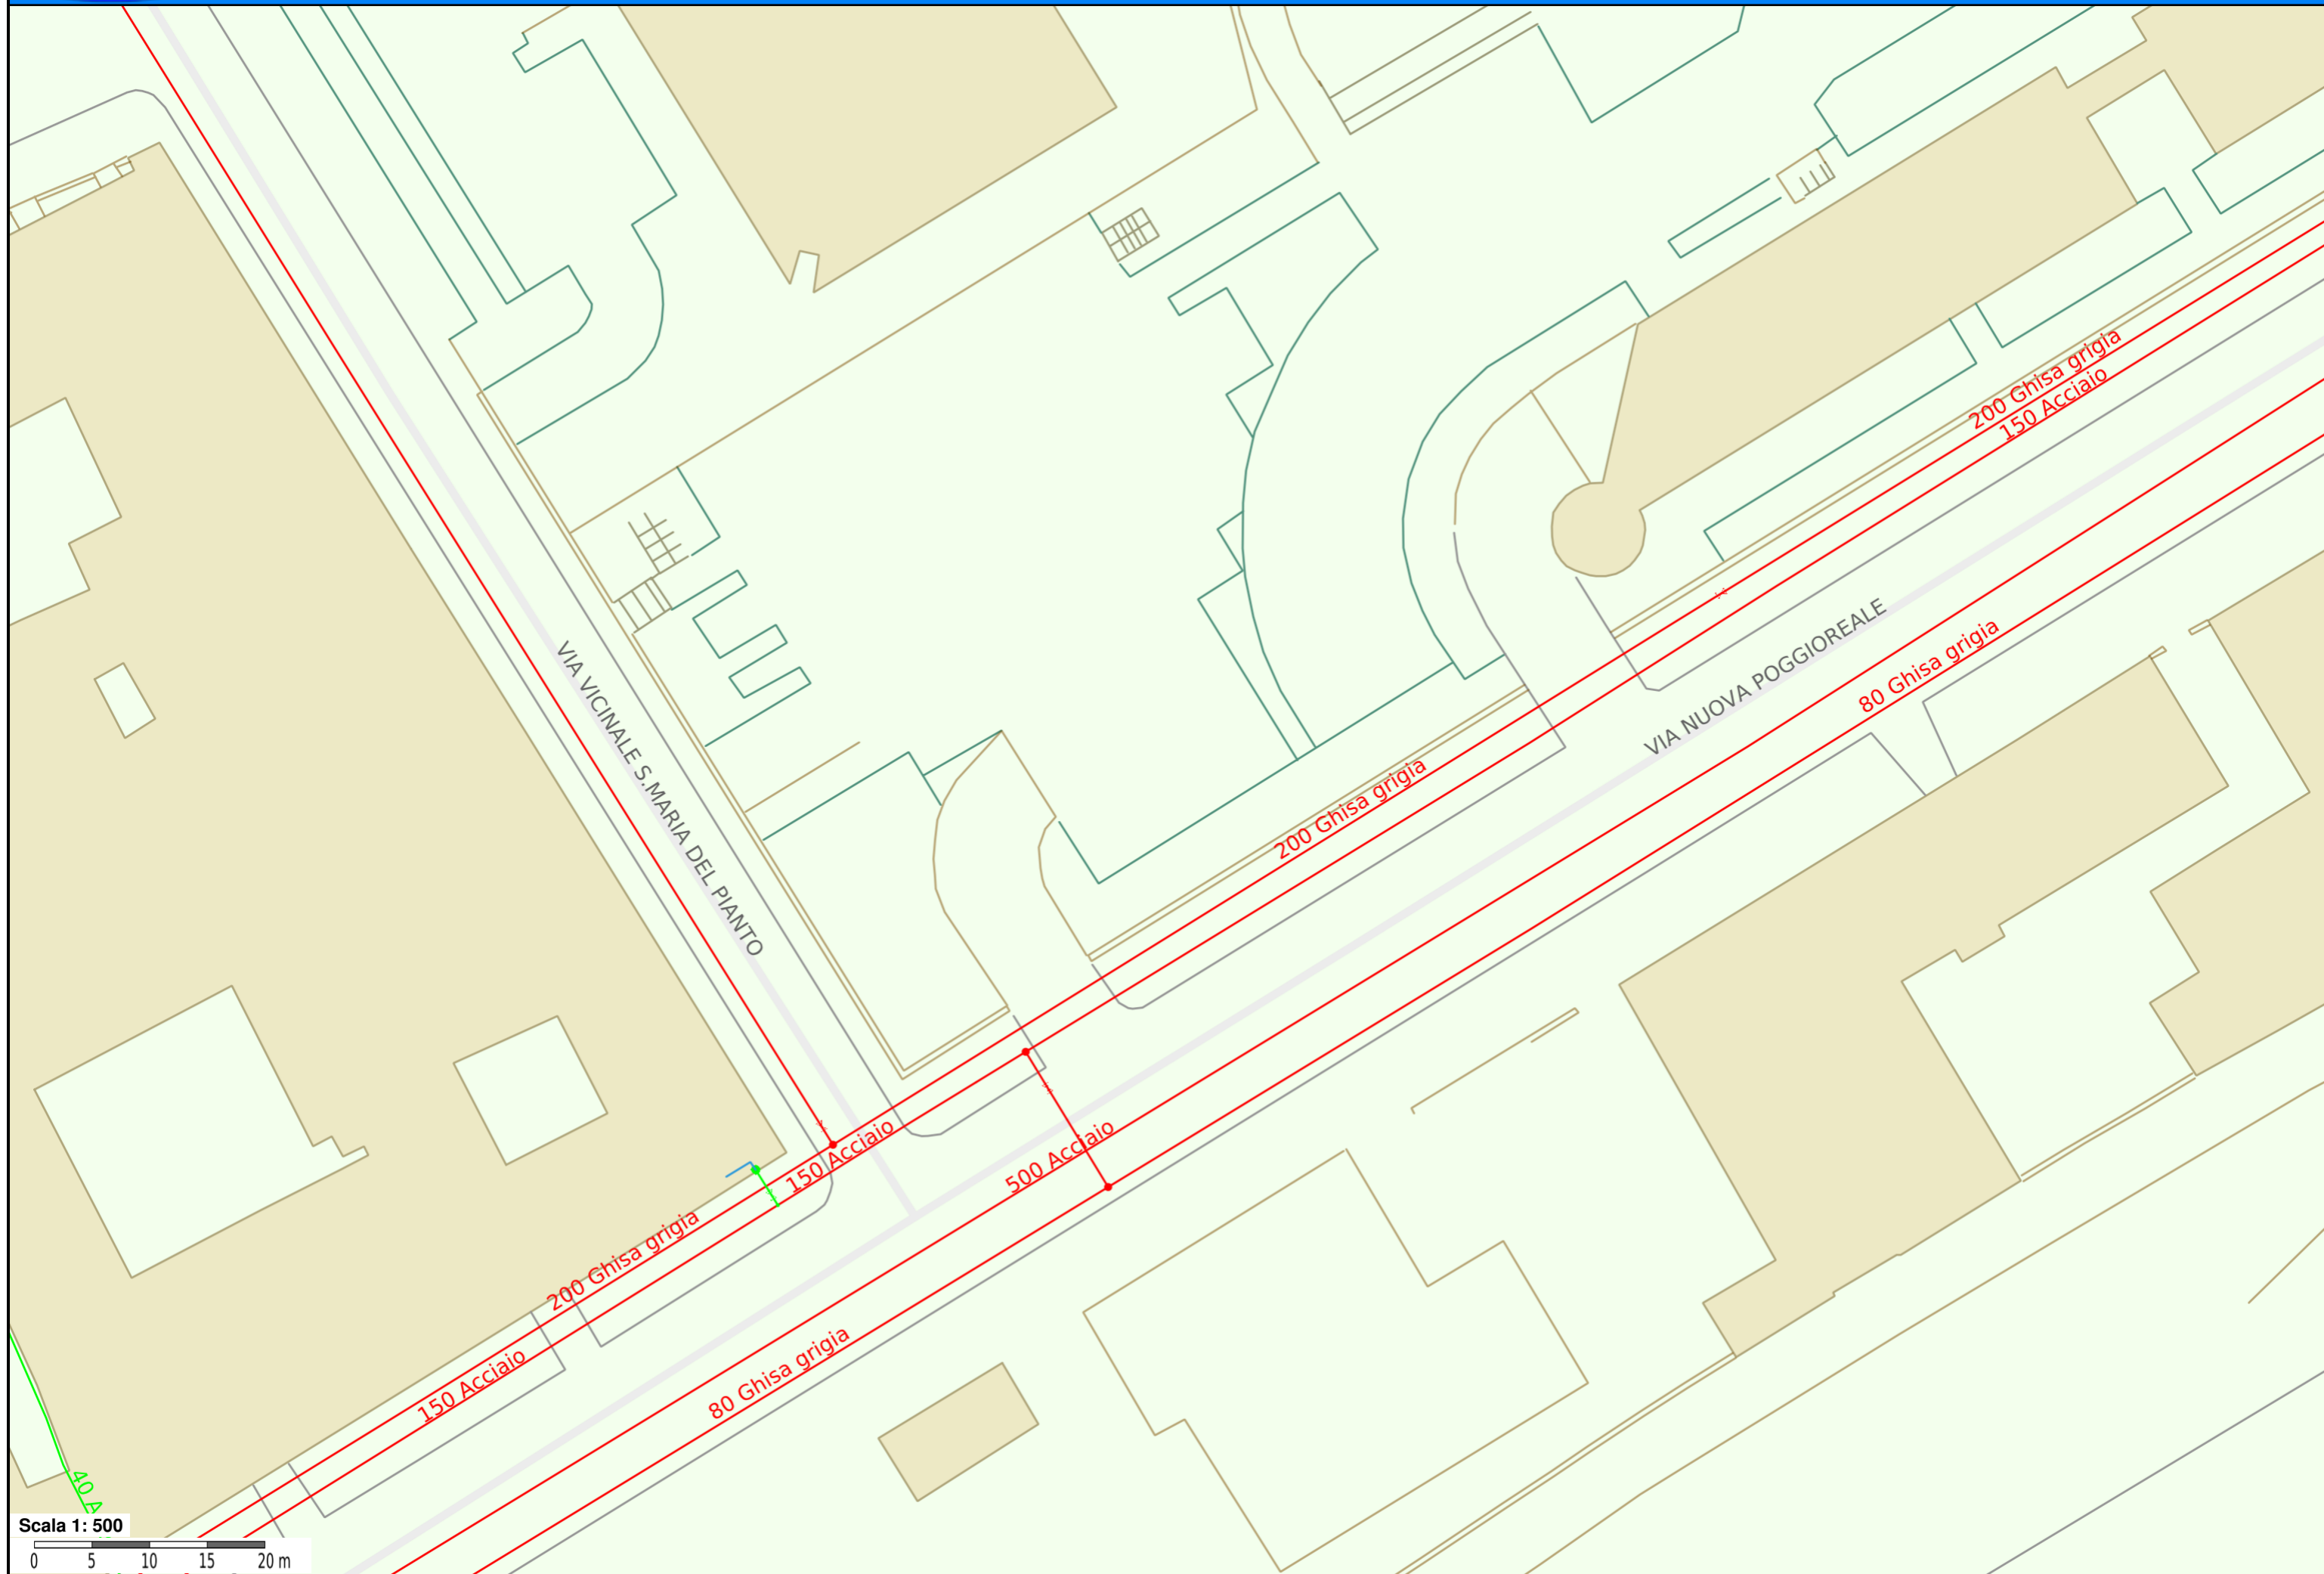 200 Ghisa grigia
150 Acciaio
VIA NUOVA POGGIOREALE
80 Ghisa grigia
VIA VICINALE S.MARIA DEL PIANTO
200 Ghisa grigia
150 Acciaio
500 Acciaio
200 Ghisa grigia
80 Ghisa grigia
150 Acciaio
40 A
Scala 1: 500
0 5 10 15 20 m